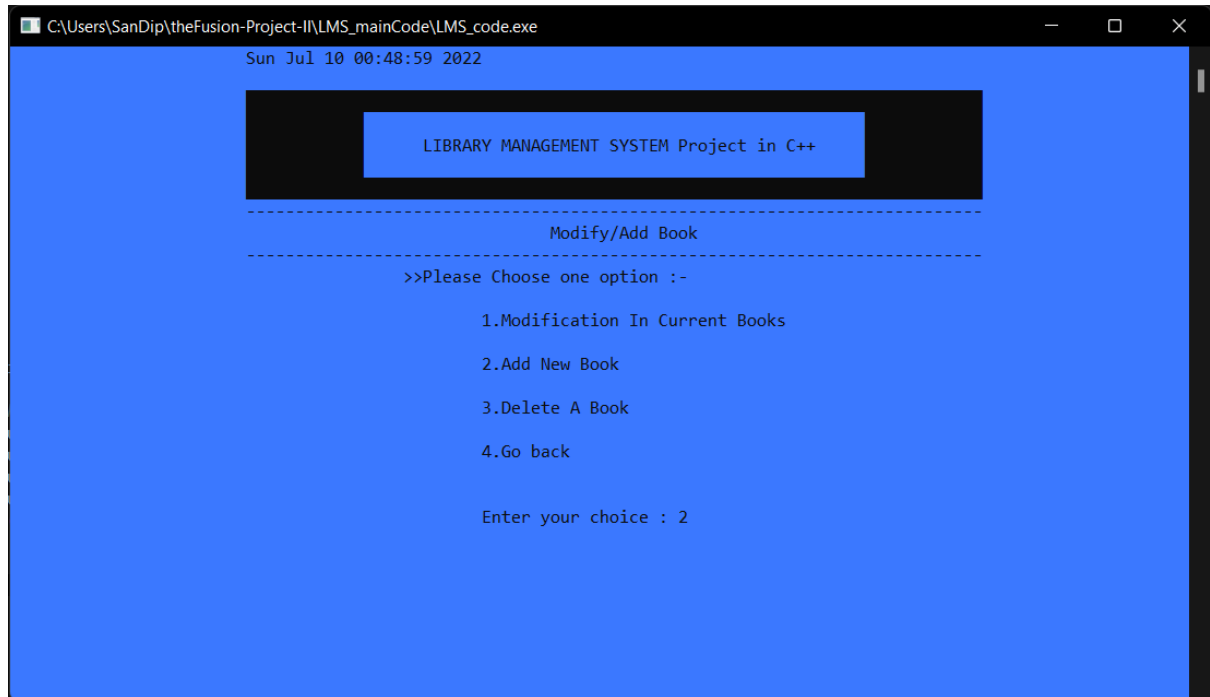 C:\Users\SanDip\theFusion-Project-II\LMS_mainCode\LMS_code.exe
Sun Jul 10 00:48:59 2022
LIBRARY MANAGEMENT SYSTEM Project in C++
---------------------------------------------------------------------------
Modify/Add Book
---------------------------------------------------------------------------
>>Please Choose one option :-
1.Modification In Current Books
2.Add New Book
3.Delete A Book
4.Go back
Enter your choice : 2